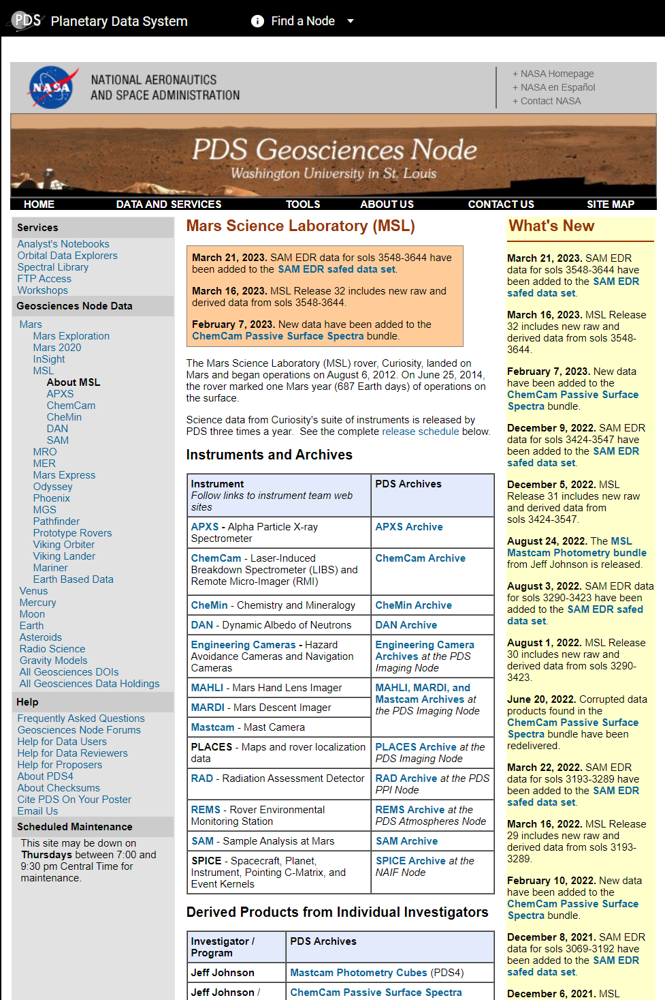 PDS Planetary Data System
Find a Node
NASA
NATIONAL AERONAUTICS
AND SPACE ADMINISTRATION
+ NASA Homepage
+ NASA en Español
+ Contact NASA
PDS Geosciences Node
Washington University in St. Louis
HOME DATA AND SERVICES TOOLS ABOUT US CONTACT US SITE MAP
Services
Analyst's Notebooks
Orbital Data Explorers
Spectral Library
FTP Access
Workshops
Geosciences Node Data
Mars
Mars Exploration
Mars 2020
InSight
MSL
About MSL
APXS
ChemCam
CheMin
DAN
SAM
MRO
MER
Mars Express
Odyssey
Phoenix
MGS
Pathfinder
Prototype Rovers
Viking Orbiter
Viking Lander
Mariner
Earth Based Data
Venus
Mercury
Moon
Earth
Asteroids
Radio Science
Gravity Models
All Geosciences DOIs
All Geosciences Data Holdings
Help
Frequently Asked Questions
Geosciences Node Forums
Help for Data Users
Help for Data Reviewers
Help for Proposers
About PDS4
About Checksums
Cite PDS On Your Poster
Email Us
Scheduled Maintenance
This site may be down on
Thursdays between 7:00 and
9:30 pm Central Time for
maintenance.
Mars Science Laboratory (MSL)
March 21, 2023. SAM EDR data for sols 3548-3644 have
been added to the SAM EDR safed data set.
March 16, 2023. MSL Release 32 includes new raw and
derived data from sols 3548-3644.
February 7, 2023. New data have been added to the
ChemCam Passive Surface Spectra bundle.
The Mars Science Laboratory (MSL) rover, Curiosity, landed on
Mars and began operations on August 6, 2012. On June 25, 2014,
the rover marked one Mars year (687 Earth days) of operations on
the surface.
Science data from Curiosity's suite of instruments is released by
PDS three times a year. See the complete release schedule below.
Instruments and Archives
Instrument
Follow links to instrument team web
sites
PDS Archives
APXS - Alpha Particle X-ray
Spectrometer
APXS Archive
ChemCam - Laser-Induced
Breakdown Spectrometer (LIBS) and
Remote Micro-Imager (RMI)
ChemCam Archive
CheMin - Chemistry and Mineralogy
CheMin Archive
DAN - Dynamic Albedo of Neutrons
DAN Archive
Engineering Cameras - Hazard
Avoidance Cameras and Navigation
Cameras
Engineering Camera
Archives at the PDS
Imaging Node
MAHLI - Mars Hand Lens Imager
MARDI - Mars Descent Imager
Mastcam - Mast Camera
MAHLI, MARDI, and
Mastcam Archives at
the PDS Imaging Node
PLACES - Maps and rover localization
data
PLACES Archive at the
PDS Imaging Node
RAD - Radiation Assessment Detector
RAD Archive at the PDS
PPI Node
REMS - Rover Environmental
Monitoring Station
REMS Archive at the
PDS Atmospheres Node
SAM - Sample Analysis at Mars
SAM Archive
SPICE - Spacecraft, Planet,
Instrument, Pointing C-Matrix, and
Event Kernels
SPICE Archive at the
NAIF Node
Derived Products from Individual Investigators
Investigator /
Program
PDS Archives
Jeff Johnson
Mastcam Photometry Cubes (PDS4)
Jeff Johnson /
ChemCam Passive Surface Spectra
What's New
March 21, 2023. SAM EDR
data for sols 3548-3644 have
been added to the SAM EDR
safed data set.
March 16, 2023. MSL Release
32 includes new raw and
derived data from sols 3548-
3644.
February 7, 2023. New data
have been added to the
ChemCam Passive Surface
Spectra bundle.
December 9, 2022. SAM EDR
data for sols 3424-3547 have
been added to the SAM EDR
safed data set.
December 5, 2022. MSL
Release 31 includes new raw
and derived data from
sols 3424-3547.
August 24, 2022. The MSL
Mastcam Photometry bundle
from Jeff Johnson is released.
August 3, 2022. SAM EDR data
for sols 3290-3423 have been
added to the SAM EDR safed
data set.
August 1, 2022. MSL Release
30 includes new raw and
derived data from sols 3290-
3423.
June 20, 2022. Corrupted data
products found in the
ChemCam Passive Surface
Spectra bundle have been
redelivered.
March 22, 2022. SAM EDR
data for sols 3193-3289 have
been added to the SAM EDR
safed data set.
March 16, 2022. MSL Release
29 includes new raw and
derived data from sols 3193-
3289.
February 10, 2022. New data
have been added to the
ChemCam Passive Surface
Spectra bundle.
December 8, 2021. SAM EDR
data for sols 3069-3192 have
been added to the SAM EDR
safed data set.
December 6, 2021. MSL